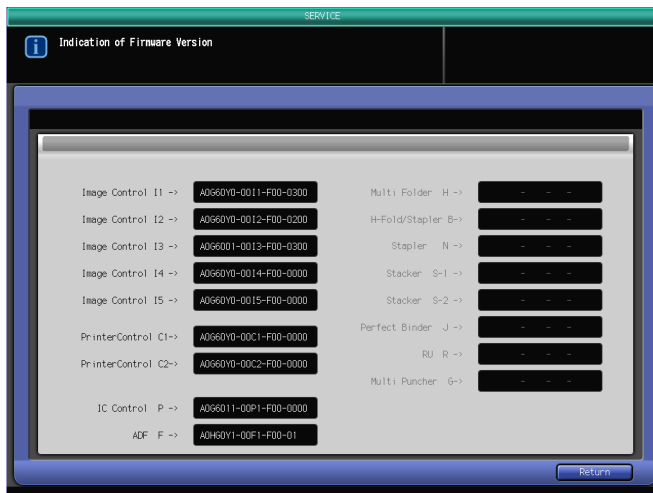 SERVICE
Indication of Firmware Version
Image Control I1 -> A0G60Y0-00I1-F00-0300
Image Control I2 -> A0G60Y0-00I2-F00-0200
Image Control I3 -> A0G6001-00I3-F00-0300
Image Control I4 -> A0G60Y0-00I4-F00-0000
Image Control I5 -> A0G60Y0-00I5-F00-0000
PrinterControl C1-> A0G60Y0-00C1-F00-0000
PrinterControl C2-> A0G60Y0-00C2-F00-0000
IC Control P -> A0G6011-00P1-F00-0000
ADF F -> A0HG0Y1-00F1-F00-01
Multi Folder H -> - - -
H-Fold/Stapler B-> - - -
Stapler N -> - - -
Stacker S-1 -> - - -
Stacker S-2 -> - - -
Perfect Binder J -> - - -
RU R -> - - -
Multi Puncher G-> - - -
Return